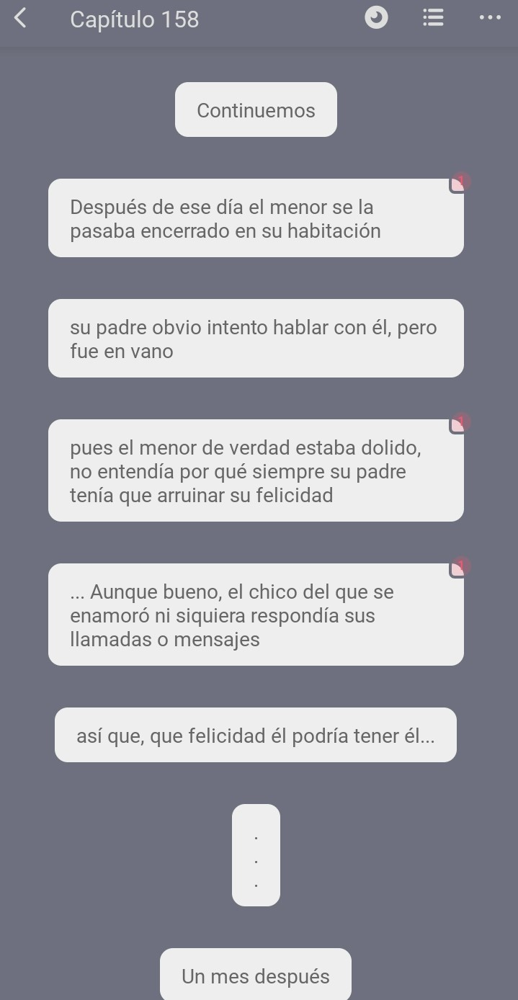 Capítulo 158
Continuemos
1
Después de ese día el menor se la
pasaba encerrado en su habitación
su padre obvio intento hablar con él, pero
fue en vano
1
pues el menor de verdad estaba dolido,
no entendía por qué siempre su padre
tenía que arruinar su felicidad
1
... Aunque bueno, el chico del que se
enamoró ni siquiera respondía sus
llamadas o mensajes
así que, que felicidad él podría tener él...
.
.
.
Un mes después